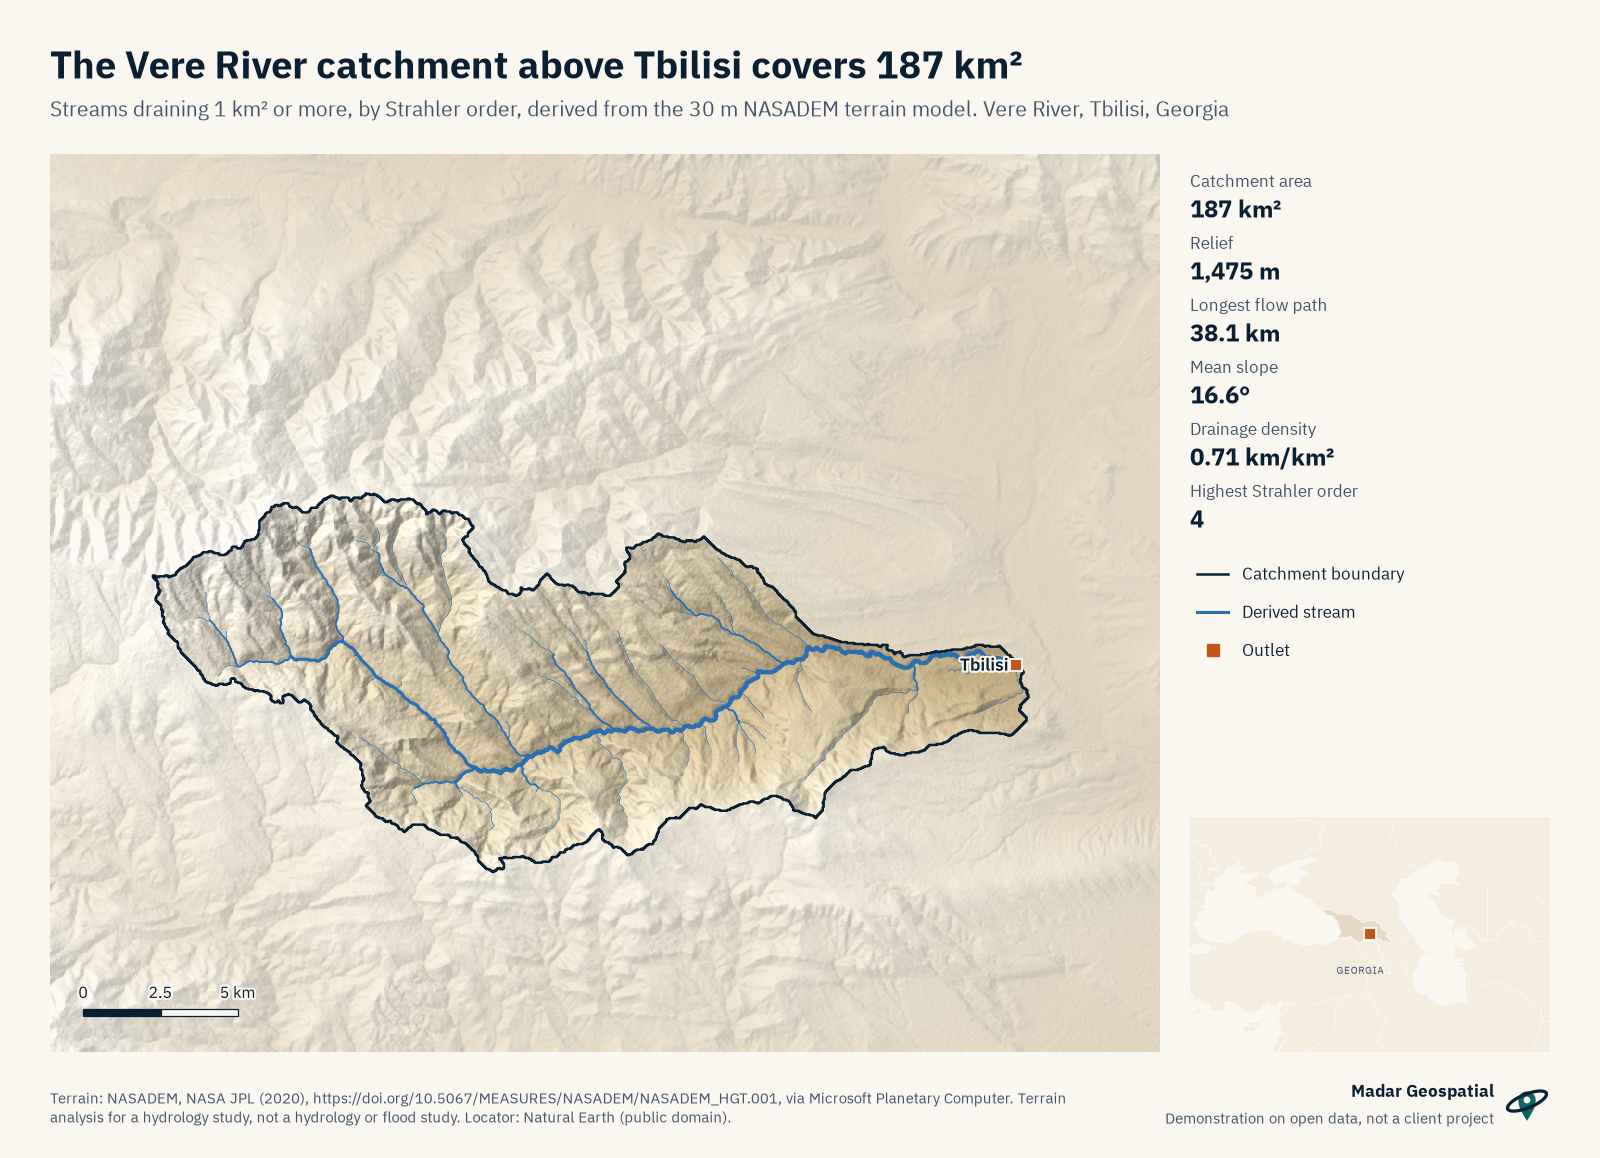 The Vere River catchment above Tbilisi covers 187 km²
Streams draining 1 km² or more, by Strahler order, derived from the 30 m NASADEM terrain model. Vere River, Tbilisi, Georgia
Catchment area
187 km²
Relief
1,475 m
Longest flow path
38.1 km
Mean slope
16.6°
Drainage density
0.71 km/km²
Highest Strahler order
4
Catchment boundary
Derived stream
Outlet
Tbilisi
0 2.5 5 km
GEORGIA
Terrain: NASADEM, NASA JPL (2020), https://doi.org/10.5067/MEASURES/NASADEM/NASADEM_HGT.001, via Microsoft Planetary Computer. Terrain
analysis for a hydrology study, not a hydrology or flood study. Locator: Natural Earth (public domain).
Madar Geospatial
Demonstration on open data, not a client project